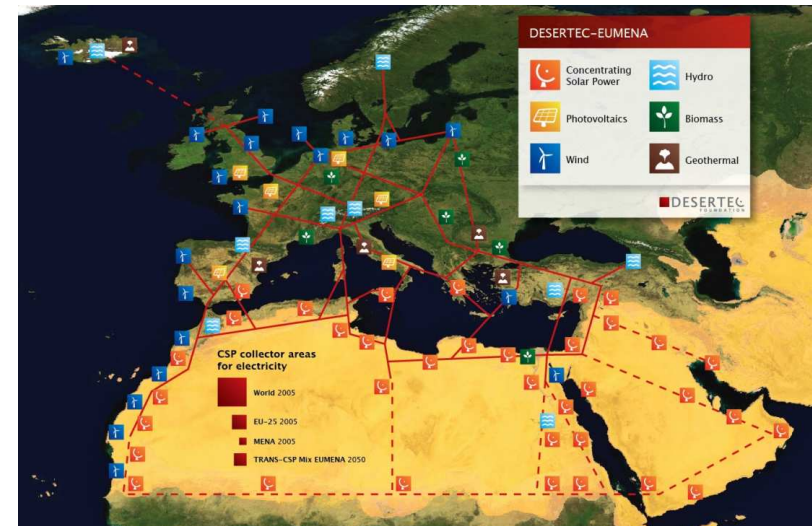 DESERTEC-EUMENA
Concentrating
Solar Power
Hydro
Photovoltaics
Biomass
Wind
Geothermal
DESERTEC
FOUNDATION
CSP collector areas
for electricity
World 2005
EU-25 2005
MENA 2005
TRANS-CSP Mix EUMENA 2050